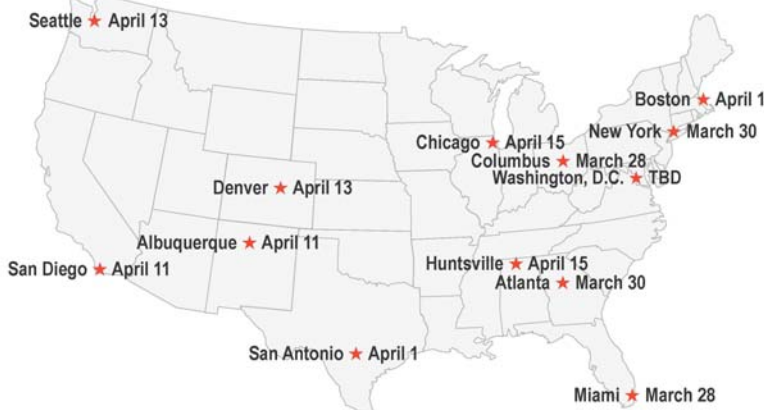 Seattle ★ April 13
Boston ★ April 1
New York ★ March 30
Chicago ★ April 15
Columbus ★ March 28
Washington, D.C. ★ TBD
Denver ★ April 13
Albuquerque ★ April 11
San Diego ★ April 11
Huntsville ★ April 15
Atlanta ★ March 30
San Antonio ★ April 1
Miami ★ March 28